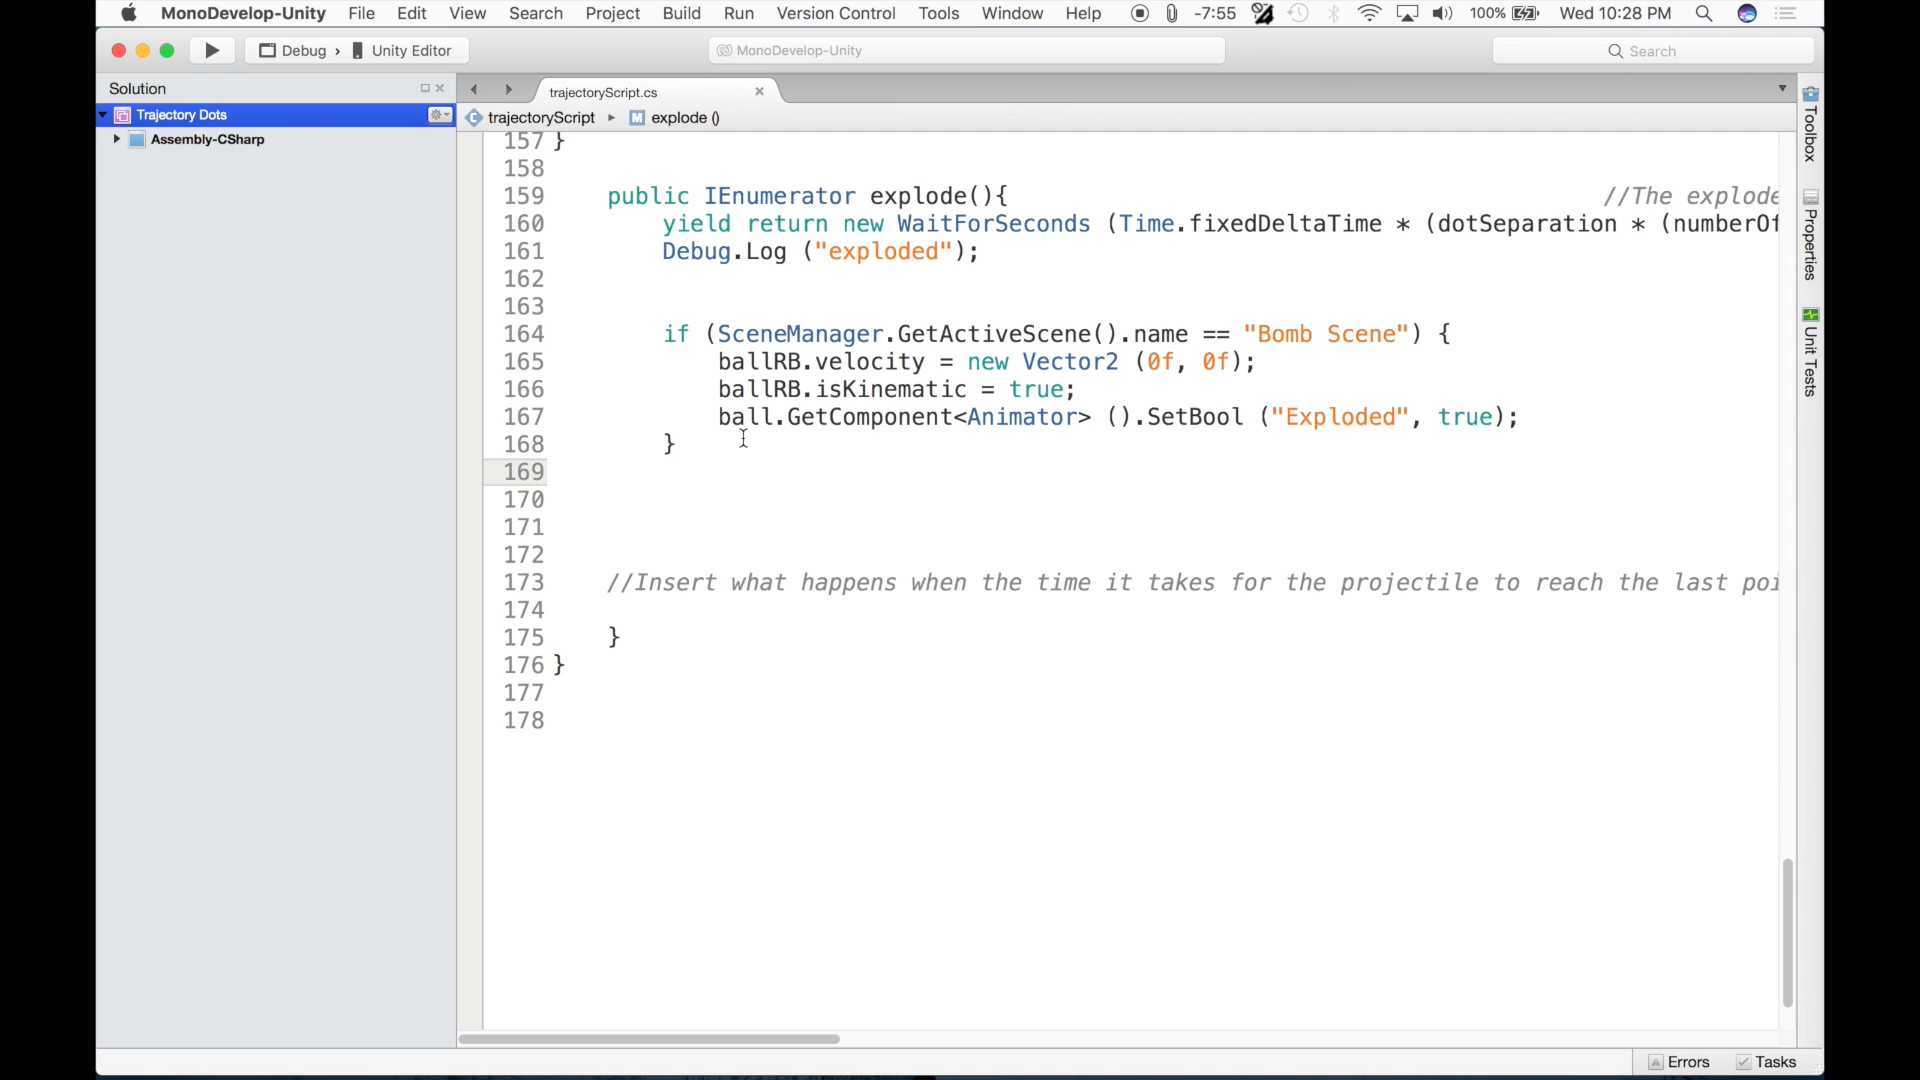 MonoDevelop-Unity File Edit View Search Project Build Run Version Control Tools Window Help -7:55 100% Wed 10:28 PM
Debug › Unity Editor MonoDevelop-Unity Search
Solution trajectoryScript.cs
Trajectory Dots trajectoryScript explode ()
Assembly-CSharp
Toolbox
Properties
Unit Tests
157 }
158
159 public IEnumerator explode(){ //The explode
160 yield return new WaitForSeconds (Time.fixedDeltaTime * (dotSeparation * (numberOf
161 Debug.Log ("exploded");
162
163
164 if (SceneManager.GetActiveScene().name == "Bomb Scene") {
165 ballRB.velocity = new Vector2 (0f, 0f);
166 ballRB.isKinematic = true;
167 ball.GetComponent<Animator> ().SetBool ("Exploded", true);
168 }
169
170
171
172
173 //Insert what happens when the time it takes for the projectile to reach the last poi
174
175 }
176 }
177
178
Errors Tasks